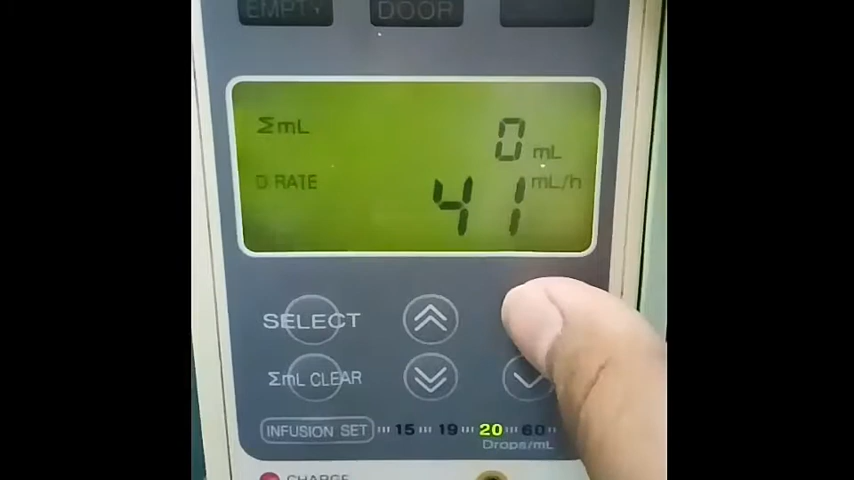 EMPTY
DOOR
ΣmL
0 mL
D RATE
41 mL/h
SELECT
ΣmL CLEAR
INFUSION SET 15 19 20 60
Drops/mL
CHARGE